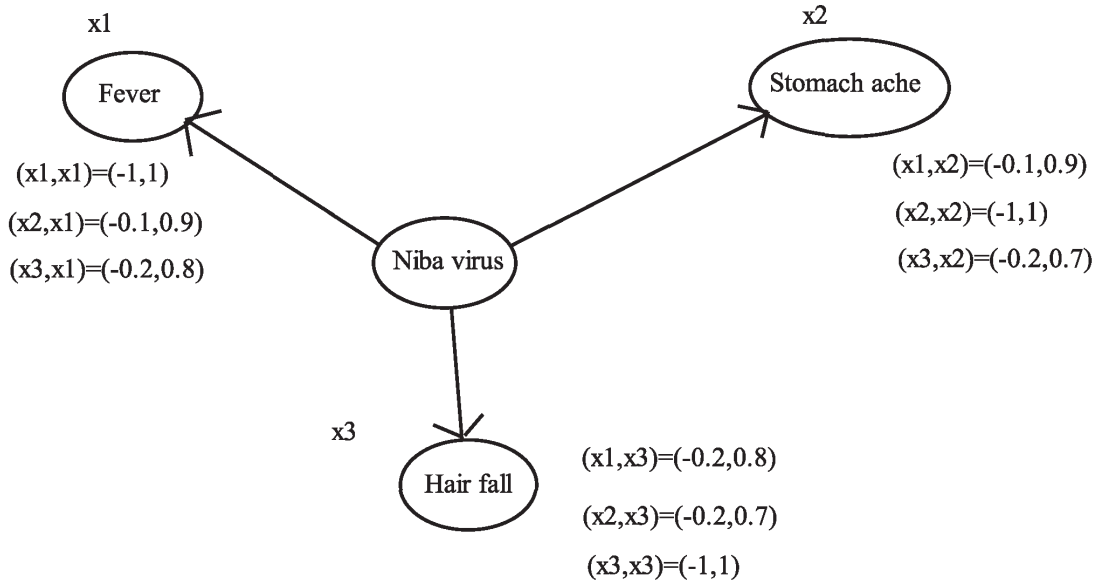 x1
Fever
(x1,x1)=(-1,1)
(x2,x1)=(-0.1,0.9)
(x3,x1)=(-0.2,0.8)
x2
Stomach ache
(x1,x2)=(-0.1,0.9)
(x2,x2)=(-1,1)
(x3,x2)=(-0.2,0.7)
Niba virus
x3
Hair fall
(x1,x3)=(-0.2,0.8)
(x2,x3)=(-0.2,0.7)
(x3,x3)=(-1,1)